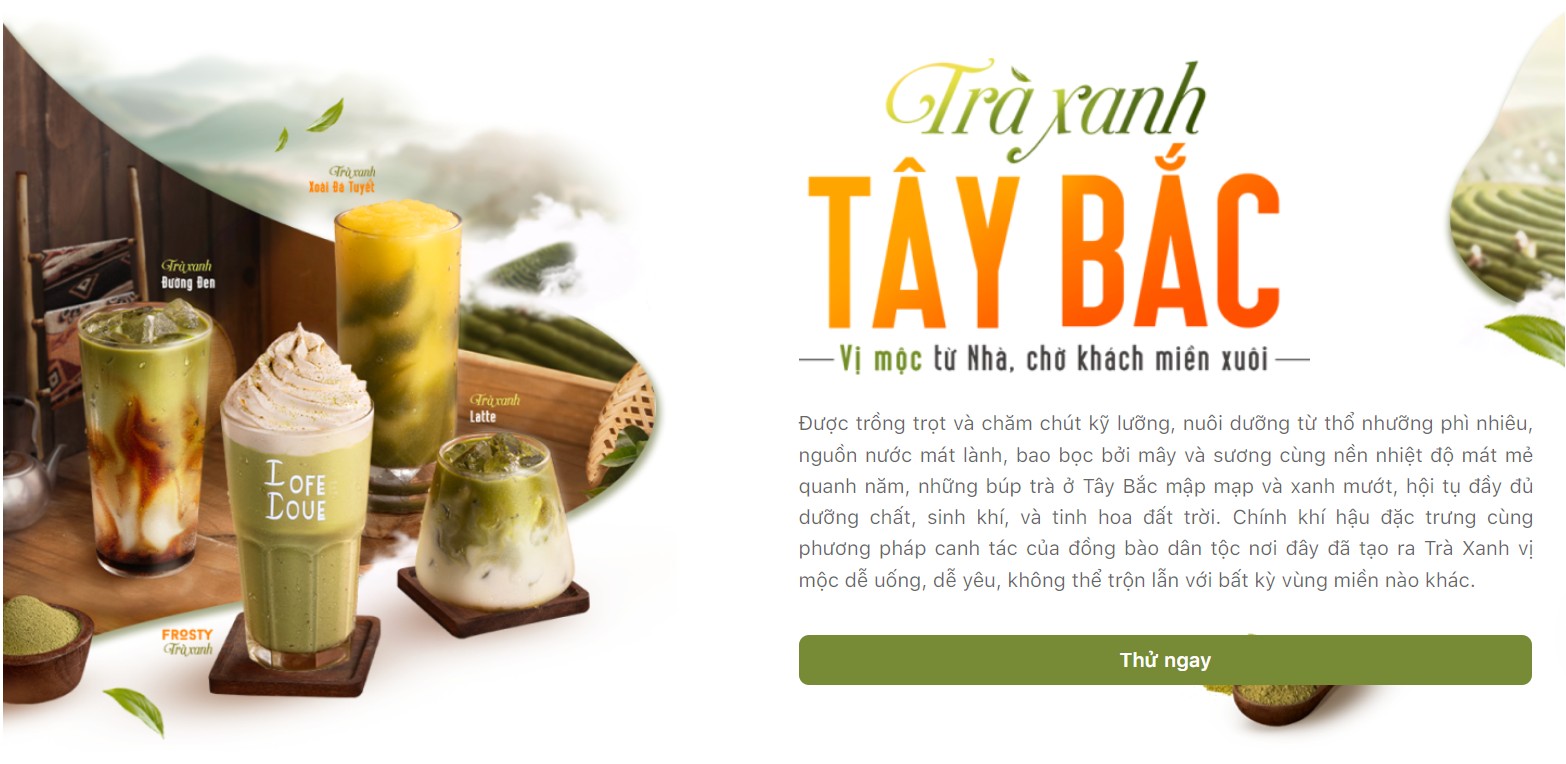 Trà xanh
Xoài Đá Tuyết
Trà xanh
Đường Đen
Trà xanh
Latte
FROSTY
Trà xanh
Trà xanh
TÂY BẮC
Vị mộc từ Nhà, chờ khách miền xuôi
Được trồng trọt và chăm chút kỹ lưỡng, nuôi dưỡng từ thổ nhưỡng phì nhiêu,
nguồn nước mát lành, bao bọc bởi mây và sương cùng nền nhiệt độ mát mẻ
quanh năm, những búp trà ở Tây Bắc mập mạp và xanh mướt, hội tụ đầy đủ
dưỡng chất, sinh khí, và tinh hoa đất trời. Chính khí hậu đặc trưng cùng
phương pháp canh tác của đồng bào dân tộc nơi đây đã tạo ra Trà Xanh vị
mộc dễ uống, dễ yêu, không thể trộn lẫn với bất kỳ vùng miền nào khác.
Thử ngay